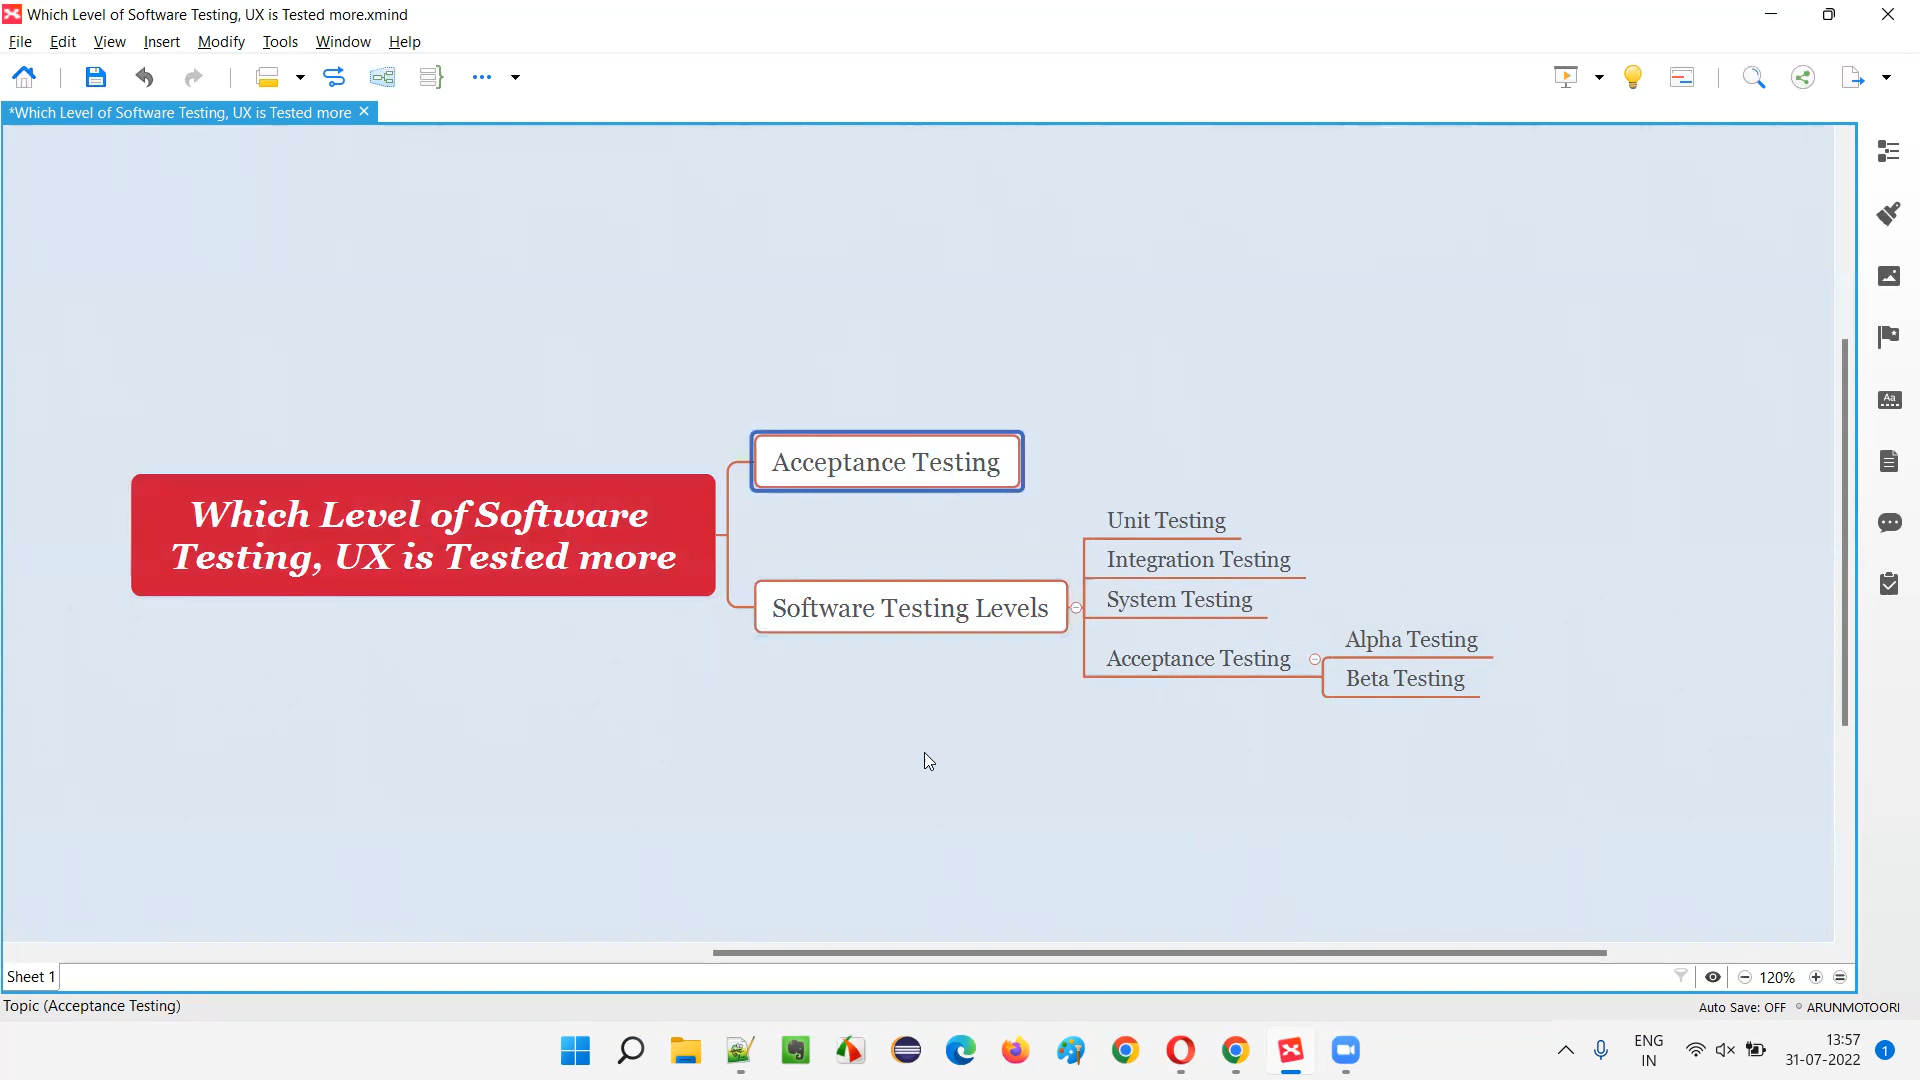 Which Level of Software Testing, UX is Tested more.xmind
File Edit View Insert Modify Tools Window Help
*Which Level of Software Testing, UX is Tested more
Acceptance Testing
Which Level of Software
Testing, UX is Tested more
Unit Testing
Integration Testing
Software Testing Levels
System Testing
Alpha Testing
Acceptance Testing
Beta Testing
Sheet 1
120%
Topic (Acceptance Testing)
Auto Save: OFF
ARUNMOTOORI
ENG
IN
13:57
31-07-2022
1
Aa